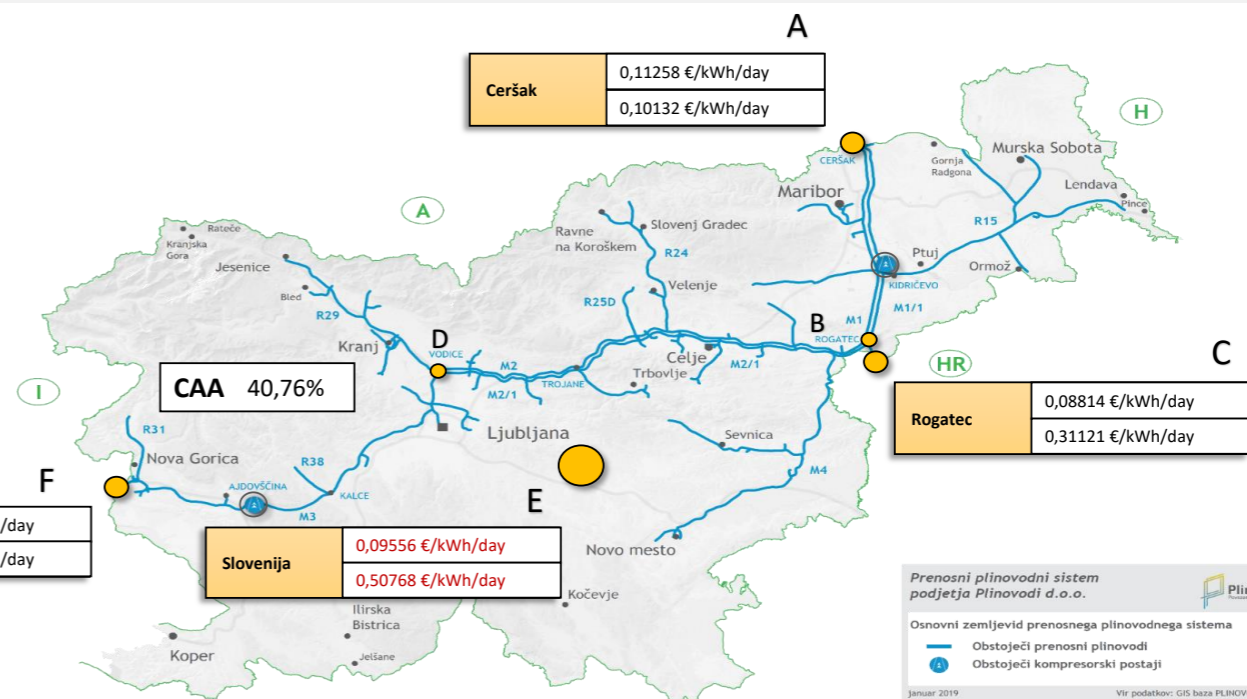 A
Ceršak
0,11258 €/kWh/day
0,10132 €/kWh/day
H
CERŠAK
Gornja
Radgona
Murska Sobota
Maribor
Lendava
Pince
A
Rateče
Kranjska
Gora
Ravne
na Koroškem
Slovenj Gradec
R15
Jesenice
R24
Ptuj
Ormož
Bled
Velenje
KIDRIČEVO
R25D
M1/1
R29
B
M1
D
ROGATEC
Kranj
VODICE
M2
Celje
M2/1
HR
C
CAA 40,76%
TROJANE
Trbovlje
I
M2/1
Rogatec
0,08814 €/kWh/day
0,31121 €/kWh/day
R31
Ljubljana
Sevnica
Nova Gorica
R38
M4
F
AJDOVŠČINA
KALCE
M3
E
/day
/day
Slovenija
0,09556 €/kWh/day
0,50768 €/kWh/day
Novo mesto
Kočevje
Ilirska
Bistrica
Koper
Jelšane
Prenosni plinovodni sistem
podjetja Plinovodi d.o.o.
Plin
Osnovni zemljevid prenosnega plinovodnega sistema
Obstoječi prenosni plinovodi
Obstoječi kompresorski postaji
Januar 2019
Vir podatkov: GIS baza PLINOV